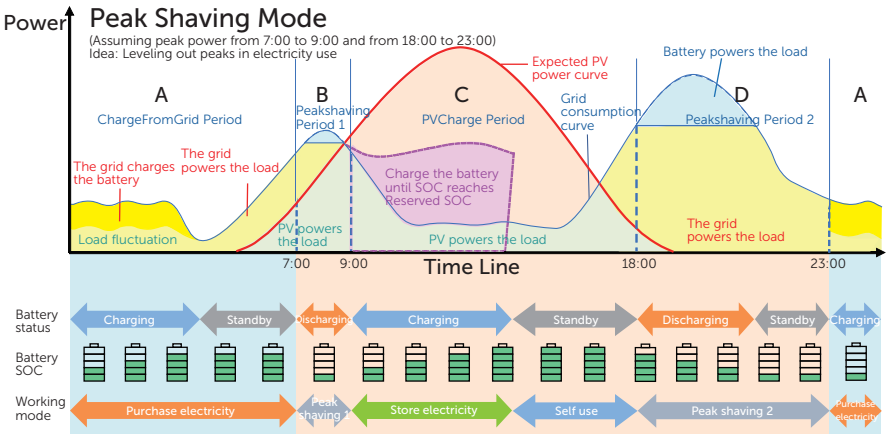 Power
Peak Shaving Mode
(Assuming peak power from 7:00 to 9:00 and from 18:00 to 23:00)
Idea: Leveling out peaks in electricity use
Expected PV
power curve
Battery powers the load
A
B
C
D
A
ChargeFromGrid Period
Peakshaving
Period 1
PVCharge Period
Grid
consumption
curve
Peakshaving Period 2
The grid charges
the battery
The grid
powers the load
Charge the battery
until SOC reaches
Reserved SOC
Load fluctuation
PV powers
the load
PV powers the load
The grid
powers the load
7:00
9:00
Time Line
18:00
23:00
Battery
status
Charging
Standby
Discharging
Charging
Standby
Discharging
Standby
Charging
Battery
SOC
Working
mode
Purchase electricity
Peak
shaving 1
Store electricity
Self use
Peak shaving 2
Purchase
electricity